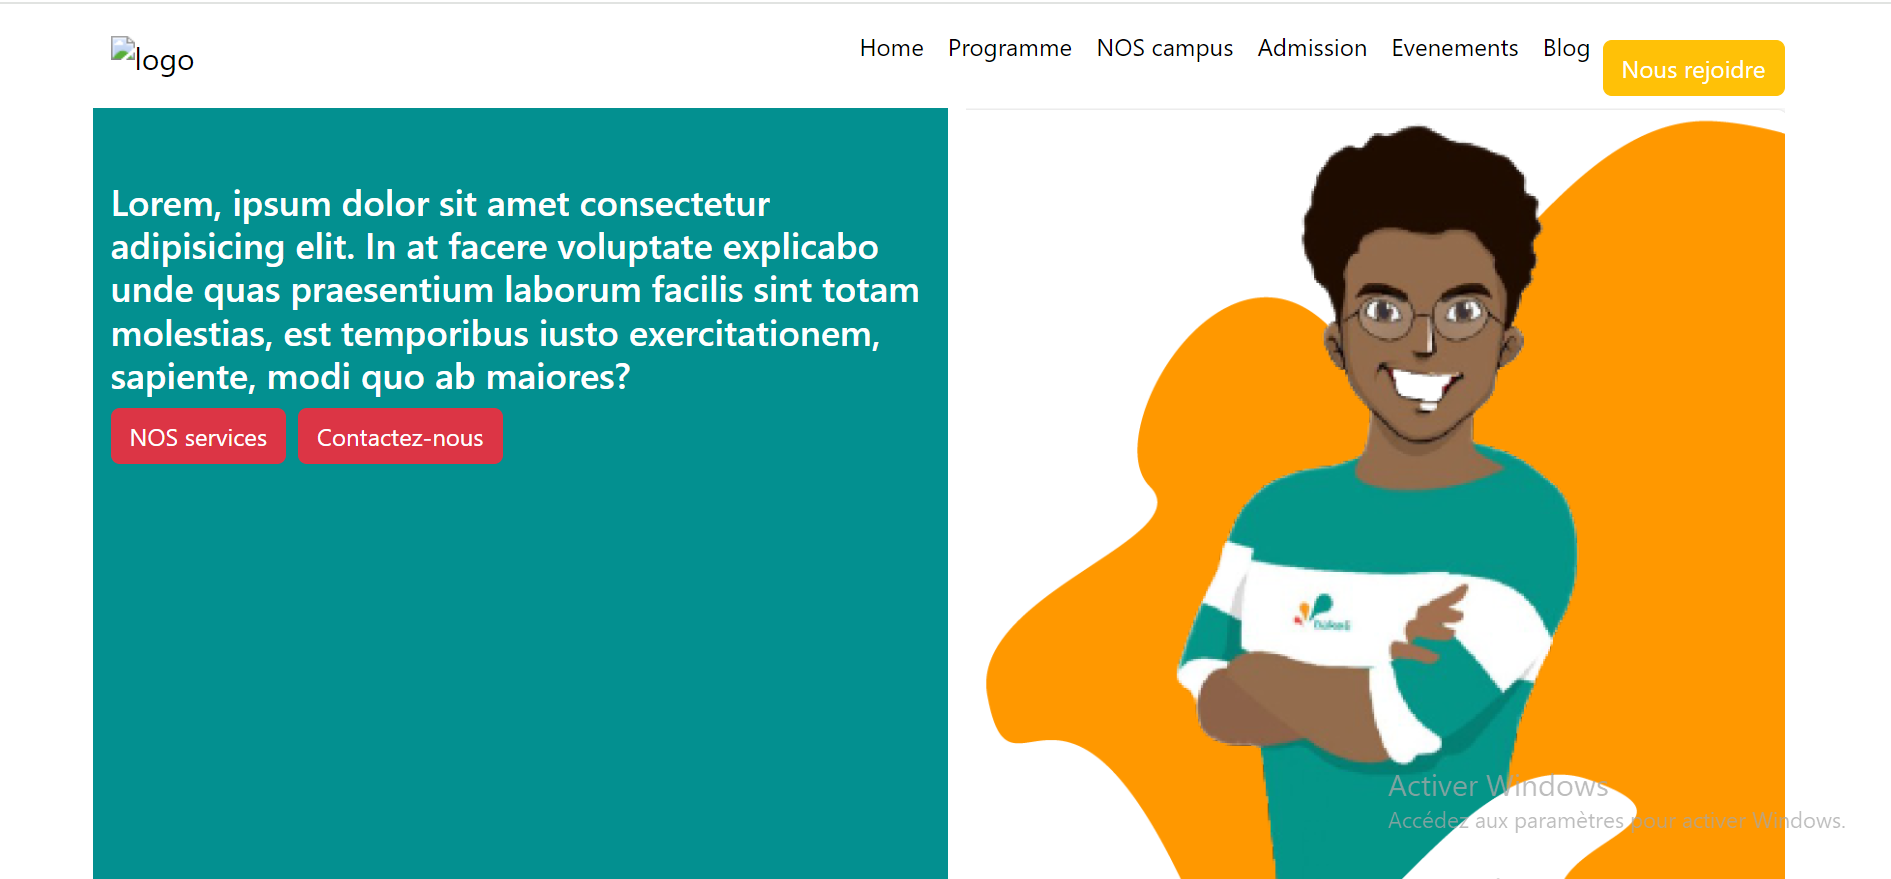 logo
Home Programme NOS campus Admission Evenements Blog Nous rejoidre
Lorem, ipsum dolor sit amet consectetur
adipisicing elit. In at facere voluptate explicabo
unde quas praesentium laborum facilis sint totam
molestias, est temporibus iusto exercitationem,
sapiente, modi quo ab maiores?
NOS services Contactez-nous
Activer Windows
Accédez aux paramètres pour activer Windows.